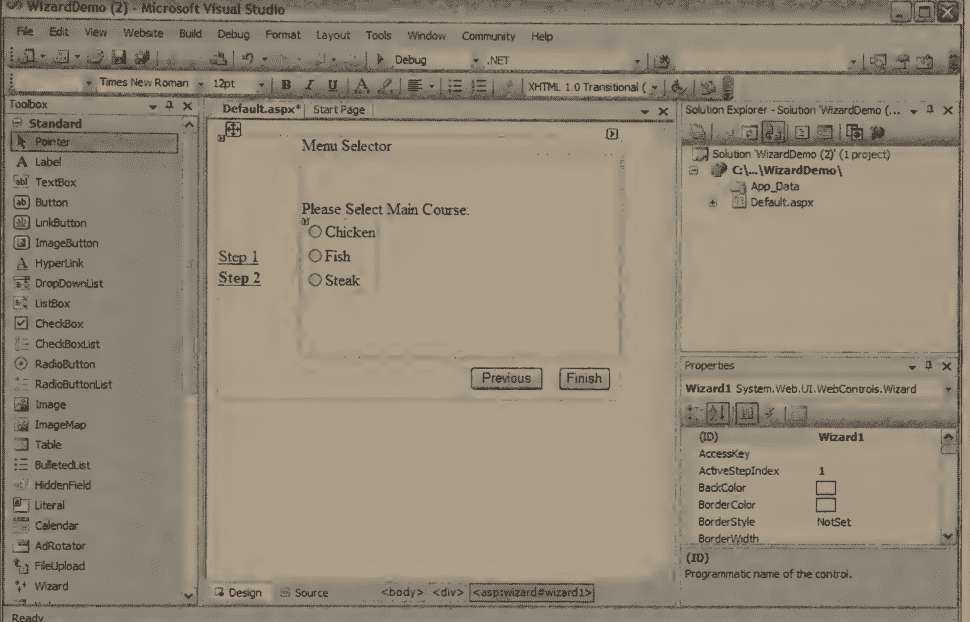 WizardDemo (2) - Microsoft Visual Studio
File Edit View Website Build Debug Format Layout Tools Window Community Help
Debug .NET
Times New Roman 12pt B I U A XHTML 1.0 Transitional (
Toolbox
Standard
Pointer
A Label
abl TextBox
ab Button
ab LinkButton
ImageButton
A HyperLink
DropDownList
ListBox
CheckBox
CheckBoxList
RadioButton
RadioButtonList
Image
ImageMap
Table
BulletedList
HiddenField
Literal
Calendar
AdRotator
FileUpload
Wizard
Default.aspx* Start Page
Menu Selector
Please Select Main Course:
Chicken
Fish
Steak
Step 1
Step 2
Previous Finish
Design Source <body> <div> <asp:wizard#wizard1>
Solution Explorer - Solution 'WizardDemo (...
Solution 'WizardDemo (2)' (1 project)
C:\...\WizardDemo\
App_Data
Default.aspx
Properties
Wizard1 System.Web.UI.WebControls.Wizard
(ID) Wizard1
AccessKey
ActiveStepIndex 1
BackColor
BorderColor
BorderStyle NotSet
BorderWidth
(ID)
Programmatic name of the control.
Ready